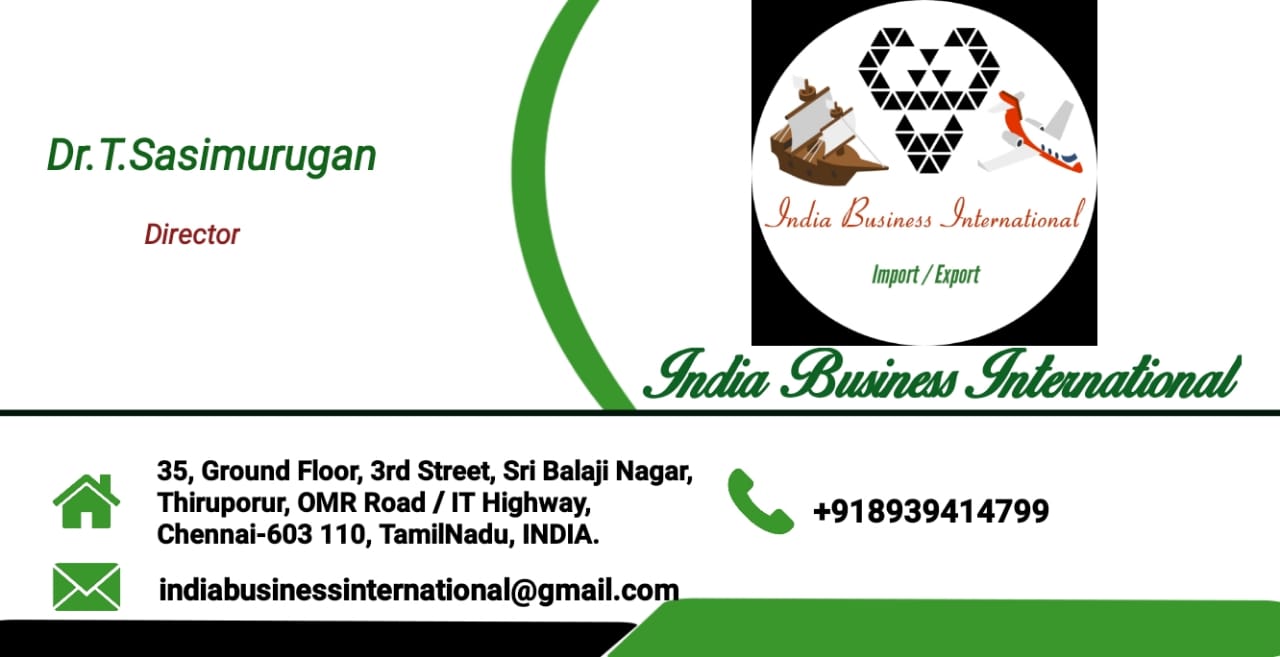 Dr.T.Sasimurugan
Director
India Business International
Import / Export
India Business International
35, Ground Floor, 3rd Street, Sri Balaji Nagar,
Thiruporur, OMR Road / IT Highway,
Chennai-603 110, TamilNadu, INDIA.
+918939414799
indiabusinessinternational@gmail.com